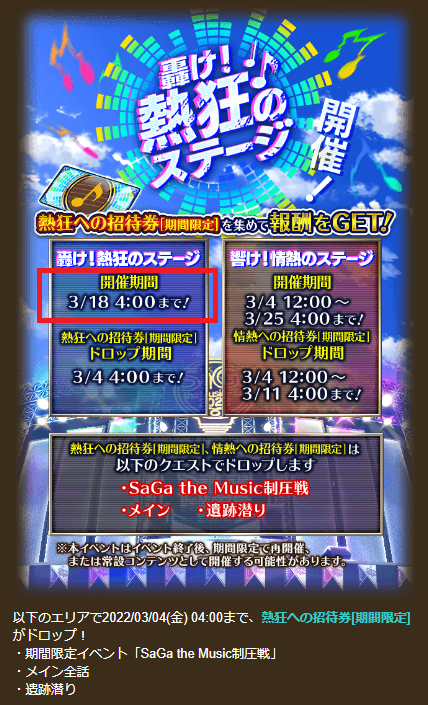 轟け！
熱狂の
ステージ
開催！
熱狂への招待券[期間限定]を集めて報酬をGET!
轟け！熱狂のステージ
開催期間
3/18 4:00まで！
熱狂への招待券[期間限定]
ドロップ期間
3/4 4:00まで！
響け！情熱のステージ
開催期間
3/4 12:00～
3/25 4:00まで！
情熱への招待券[期間限定]
ドロップ期間
3/4 12:00～
3/11 4:00まで！
熱狂への招待券[期間限定]、情熱への招待券[期間限定]は
以下のクエストでドロップします
・SaGa the Music制圧戦
・メイン ・遺跡潜り
※本イベントはイベント終了後、期間限定で再開催、
または常設コンテンツとして開催する可能性があります。
以下のエリアで2022/03/04(金) 04:00まで、熱狂への招待券[期間限定]
がドロップ！
・期間限定イベント「SaGa the Music制圧戦」
・メイン全話
・遺跡潜り